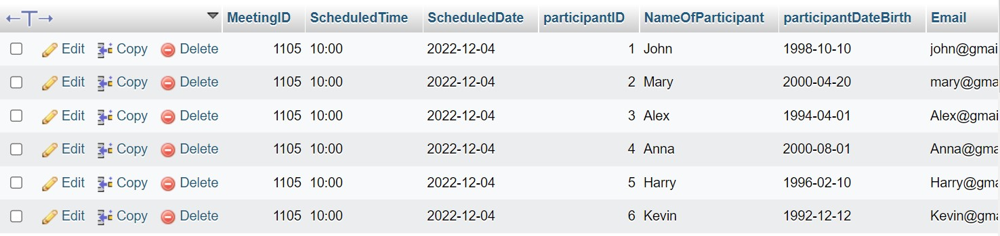 MeetingID ScheduledTime ScheduledDate participantID NameOfParticipant participantDateBirth Email
Edit Copy Delete 1105 10:00 2022-12-04 1 John 1998-10-10 john@gmai
Edit Copy Delete 1105 10:00 2022-12-04 2 Mary 2000-04-20 mary@gma
Edit Copy Delete 1105 10:00 2022-12-04 3 Alex 1994-04-01 Alex@gmai
Edit Copy Delete 1105 10:00 2022-12-04 4 Anna 2000-08-01 Anna@gma
Edit Copy Delete 1105 10:00 2022-12-04 5 Harry 1996-02-10 Harry@gma
Edit Copy Delete 1105 10:00 2022-12-04 6 Kevin 1992-12-12 Kevin@gma